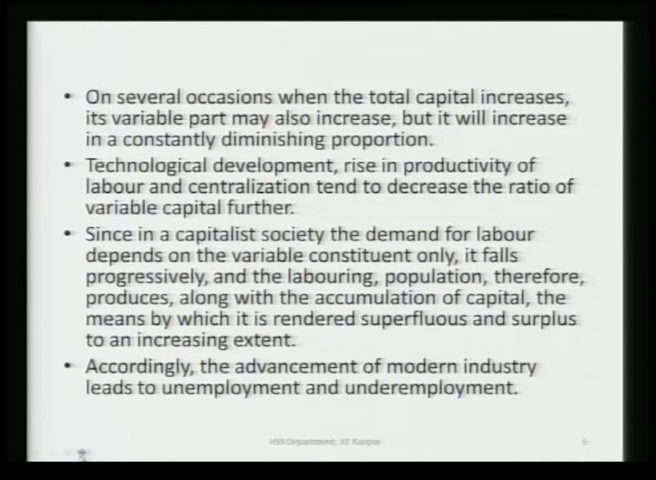 • On several occasions when the total capital increases,
its variable part may also increase, but it will increase
in a constantly diminishing proportion.
• Technological development, rise in productivity of
labour and centralization tend to decrease the ratio of
variable capital further.
• Since in a capitalist society the demand for labour
depends on the variable constituent only, it falls
progressively, and the labouring, population, therefore,
produces, along with the accumulation of capital, the
means by which it is rendered superfluous and surplus
to an increasing extent.
• Accordingly, the advancement of modern industry
leads to unemployment and underemployment.
HSS Department, IIT Kanpur